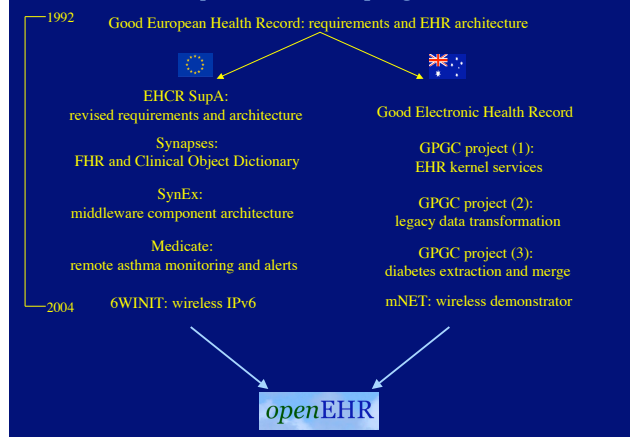 1992
Good European Health Record: requirements and EHR architecture
EHCR SupA:
revised requirements and architecture
Synapses:
FHR and Clinical Object Dictionary
SynEx:
middleware component architecture
Medicate:
remote asthma monitoring and alerts
6WINIT: wireless IPv6
Good Electronic Health Record
GPGC project (1):
EHR kernel services
GPGC project (2):
legacy data transformation
GPGC project (3):
diabetes extraction and merge
mNET: wireless demonstrator
2004
openEHR